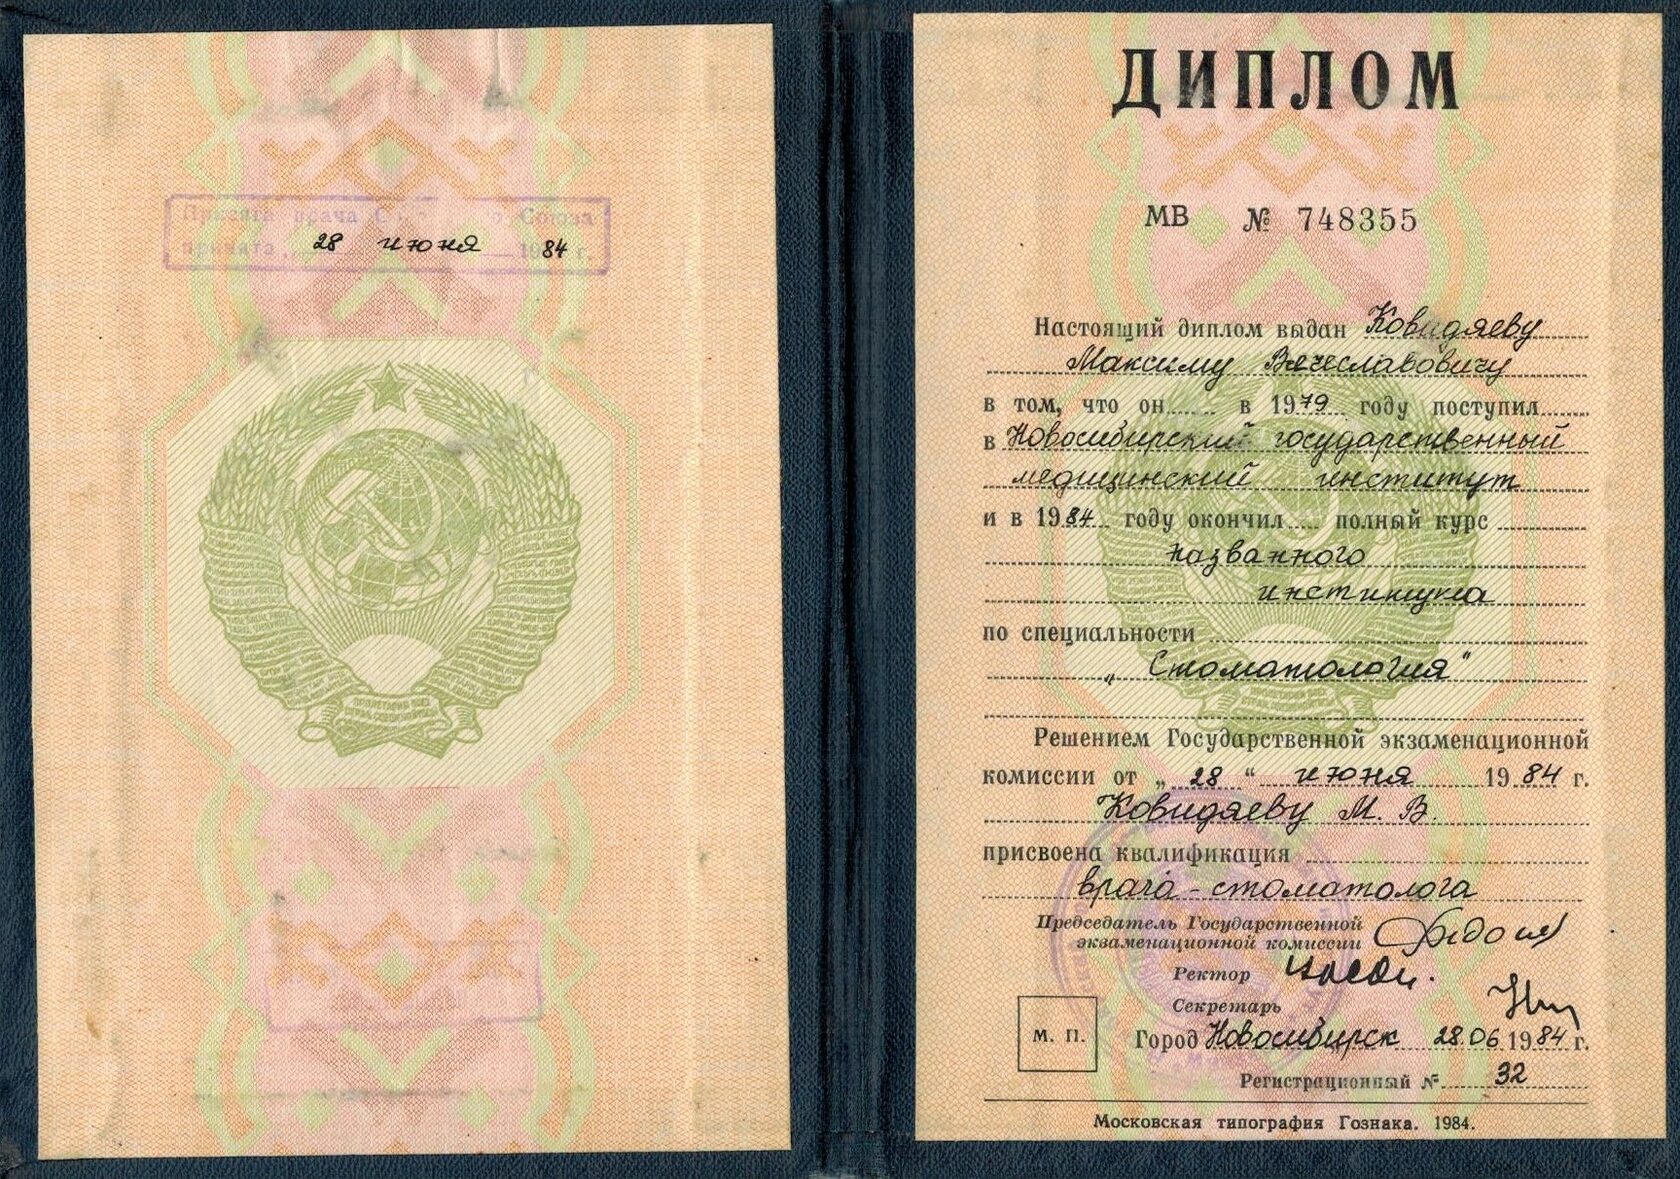 Присяга врача Союза
принята „ 28 июня 1984 г.
ДИПЛОМ
МВ № 748355
Настоящий диплом выдан Ковидяеву
Максиму Вячеславовичу
в том, что он в 1979 году поступил
в Новосибирский государственный
медицинский институт
и в 1984 году окончил полный курс
названного
института
по специальности
„Стоматология"
Решением Государственной экзаменационной
комиссии от „ 28 " июня 1984 г.
Ковидяеву М. В.
присвоена квалификация
врача-стоматолога
Председатель Государственной
экзаменационной комиссии
Ректор
Секретарь
М. П.
Город Новосибирск 28.06.1984 г.
Регистрационный № 32
Московская типография Гознака. 1984.